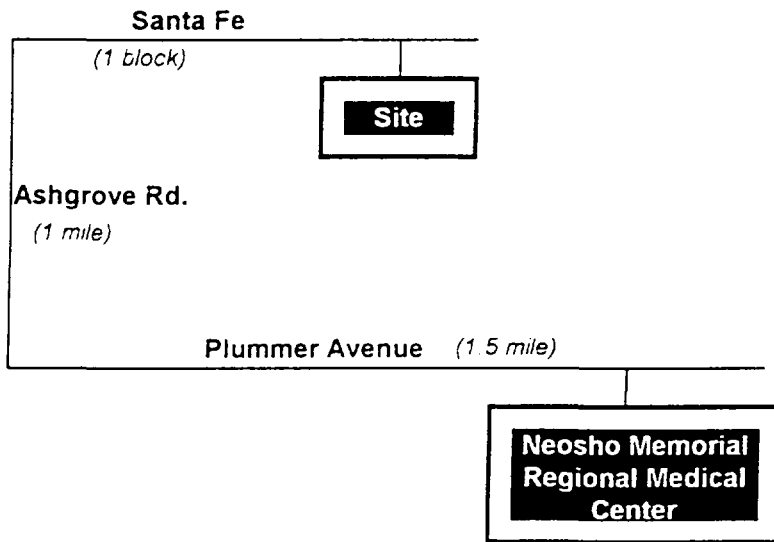 Santa Fe
(1 block)
Site
Ashgrove Rd.
(1 mile)
Plummer Avenue (1.5 mile)
Neosho Memorial
Regional Medical
Center